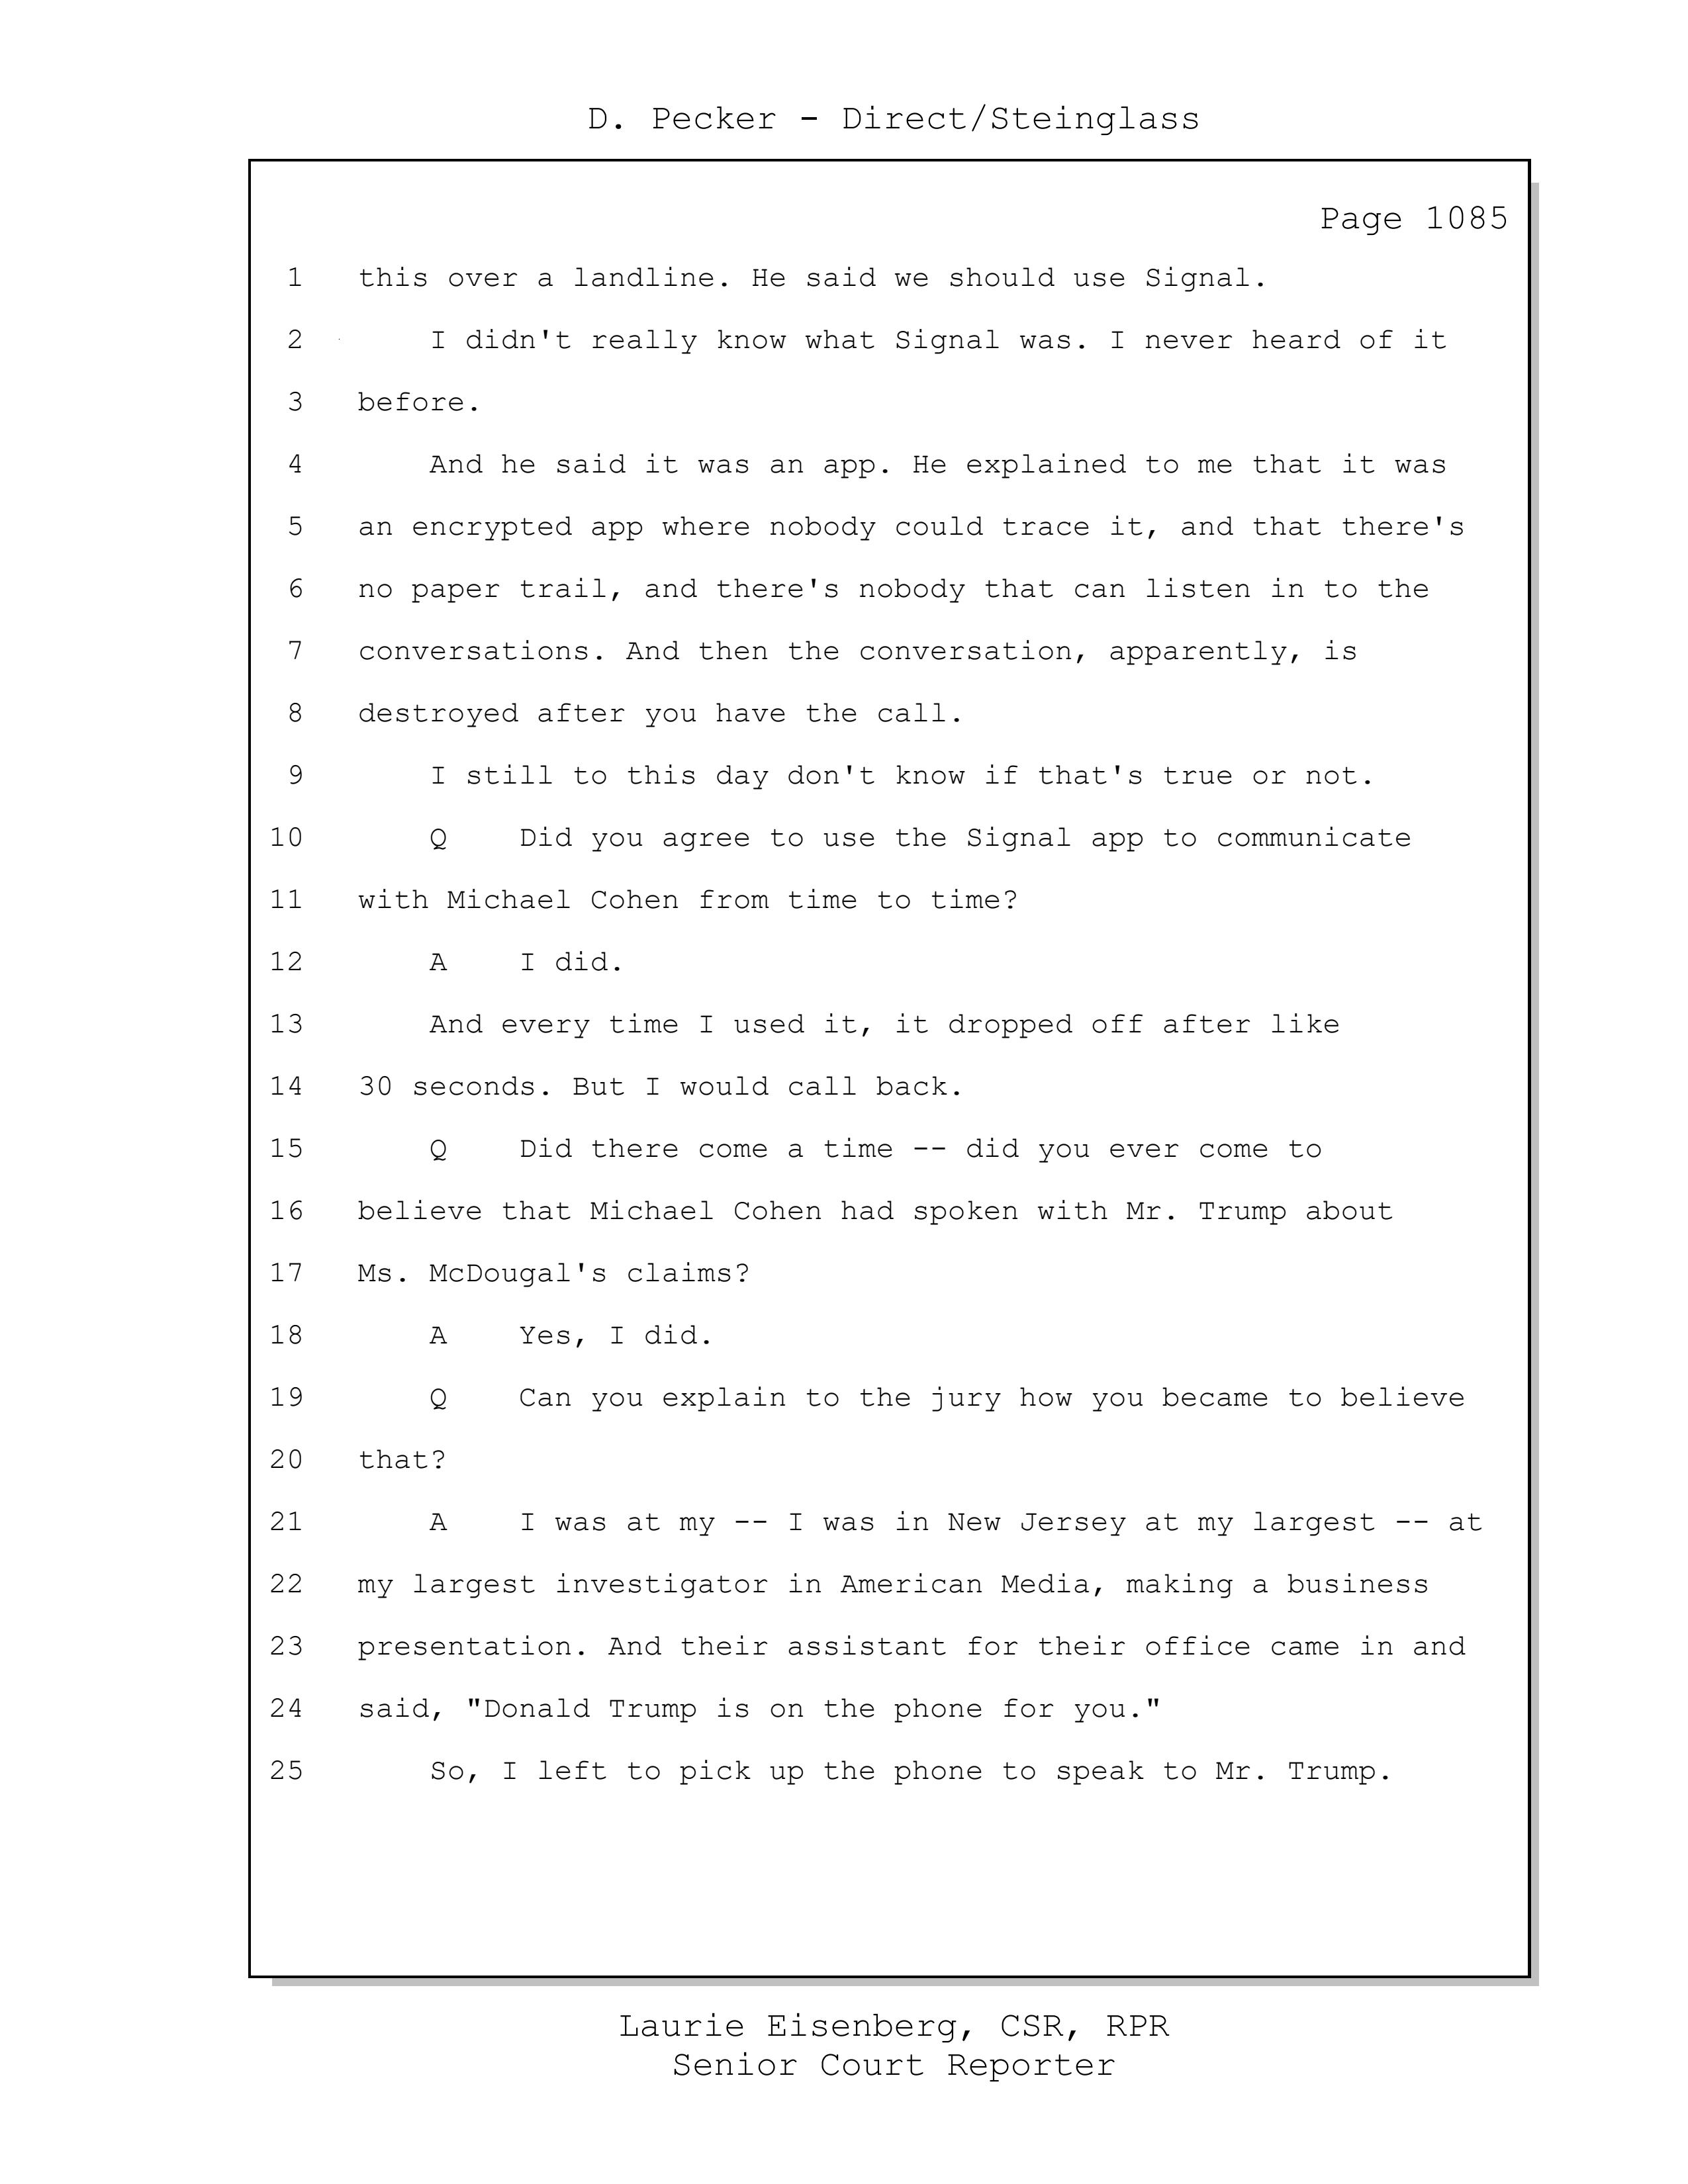 D. Pecker - Direct/Steinglass
Page 1085
1 this over a landline. He said we should use Signal.
2 I didn't really know what Signal was. I never heard of it
3 before.
4 And he said it was an app. He explained to me that it was
5 an encrypted app where nobody could trace it, and that there's
6 no paper trail, and there's nobody that can listen in to the
7 conversations. And then the conversation, apparently, is
8 destroyed after you have the call.
9 I still to this day don't know if that's true or not.
10 Q Did you agree to use the Signal app to communicate
11 with Michael Cohen from time to time?
12 A I did.
13 And every time I used it, it dropped off after like
14 30 seconds. But I would call back.
15 Q Did there come a time -- did you ever come to
16 believe that Michael Cohen had spoken with Mr. Trump about
17 Ms. McDougal's claims?
18 A Yes, I did.
19 Q Can you explain to the jury how you became to believe
20 that?
21 A I was at my -- I was in New Jersey at my largest -- at
22 my largest investigator in American Media, making a business
23 presentation. And their assistant for their office came in and
24 said, "Donald Trump is on the phone for you."
25 So, I left to pick up the phone to speak to Mr. Trump.
Laurie Eisenberg, CSR, RPR
Senior Court Reporter